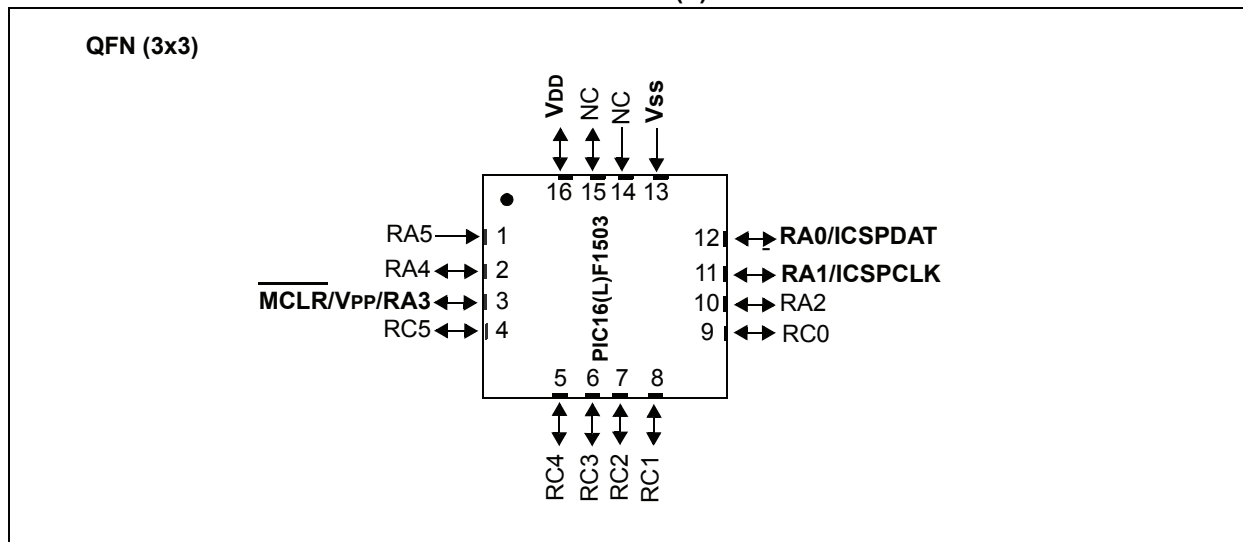 QFN (3x3)
VDD
NC
NC
Vss
16 15 14 13
RA5 1
RA4 2
MCLR/VPP/RA3 3
RC5 4
PIC16(L)F1503
12 RA0/ICSPDAT
11 RA1/ICSPCLK
10 RA2
9 RC0
5 6 7 8
RC4
RC3
RC2
RC1